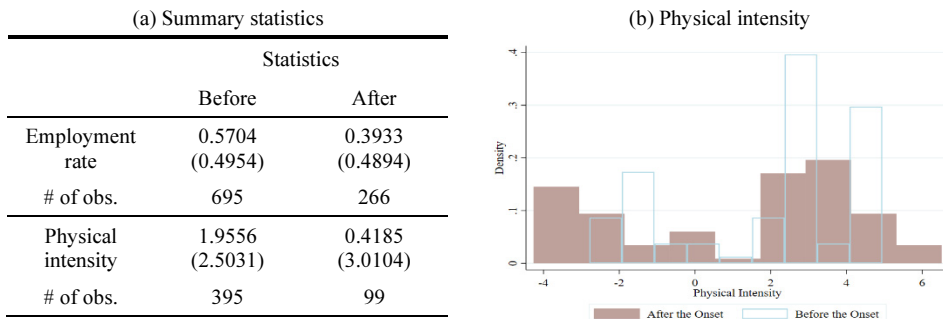 (a) Summary statistics
Statistics
Before After
Employment rate 0.5704 (0.4954) 0.3933 (0.4894)
# of obs. 695 266
Physical intensity 1.9556 (2.5031) 0.4185 (3.0104)
# of obs. 395 99
(b) Physical intensity
.4
.3
.2
.1
0
Density
-4 -2 0 2 4 6
Physical Intensity
After the Onset Before the Onset